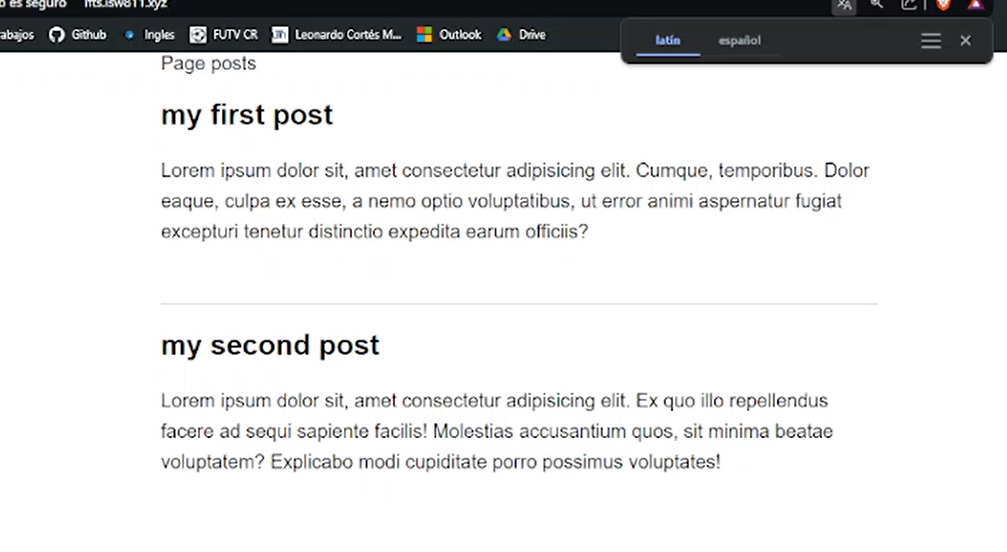 o es seguro lfts.isw811.xyz
rabajos Github Ingles FUTV CR Leonardo Cortés M... Outlook Drive
latín español
Page posts
my first post
Lorem ipsum dolor sit, amet consectetur adipisicing elit. Cumque, temporibus. Dolor
eaque, culpa ex esse, a nemo optio voluptatibus, ut error animi aspernatur fugiat
excepturi tenetur distinctio expedita earum officiis?
my second post
Lorem ipsum dolor sit, amet consectetur adipisicing elit. Ex quo illo repellendus
facere ad sequi sapiente facilis! Molestias accusantium quos, sit minima beatae
voluptatem? Explicabo modi cupiditate porro possimus voluptates!